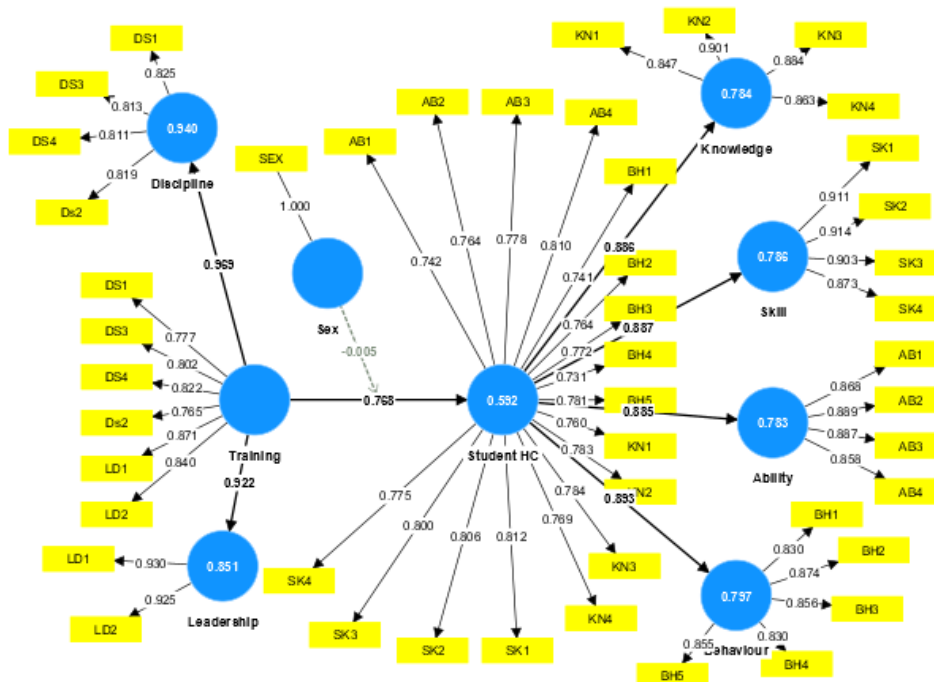 DS1
DS3
DS4
Ds2
0.825
0.813
0.811
0.819
0.940
Discipline
0.969
SEX
1.000
Sex
-0.005
AB1
AB2
AB3
AB4
0.742
0.764
0.778
0.810
KN1
KN2
KN3
KN4
0.847
0.901
0.884
0.863
0.784
Knowledge
0.886
SK1
SK2
SK3
SK4
0.911
0.914
0.903
0.873
0.786
Skill
0.887
BH1
BH2
BH3
BH4
BH5
KN1
KN2
0.741
0.764
0.772
0.731
0.781
0.760
0.783
DS1
DS3
DS4
Ds2
LD1
LD2
0.777
0.802
0.822
0.765
0.871
0.840
Training
0.768
0.592
Student HC
0.885
0.783
Ability
AB1
AB2
AB3
AB4
0.868
0.889
0.887
0.858
0.922
LD1
LD2
0.930
0.925
0.851
Leadership
SK4
SK3
SK2
SK1
KN4
KN3
0.775
0.800
0.806
0.812
0.769
0.784
0.893
0.797
Behaviour
BH1
BH2
BH3
BH4
BH5
0.830
0.874
0.856
0.830
0.855